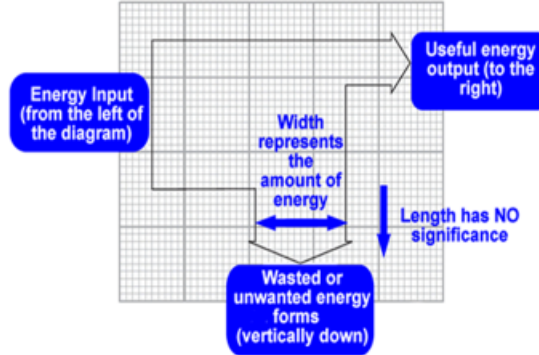 Useful energy
output (to the
right)
Energy Input
(from the left of
the diagram)
Width
represents
the
amount of
energy
Length has NO
significance
Wasted or
unwanted energy
forms
(vertically down)